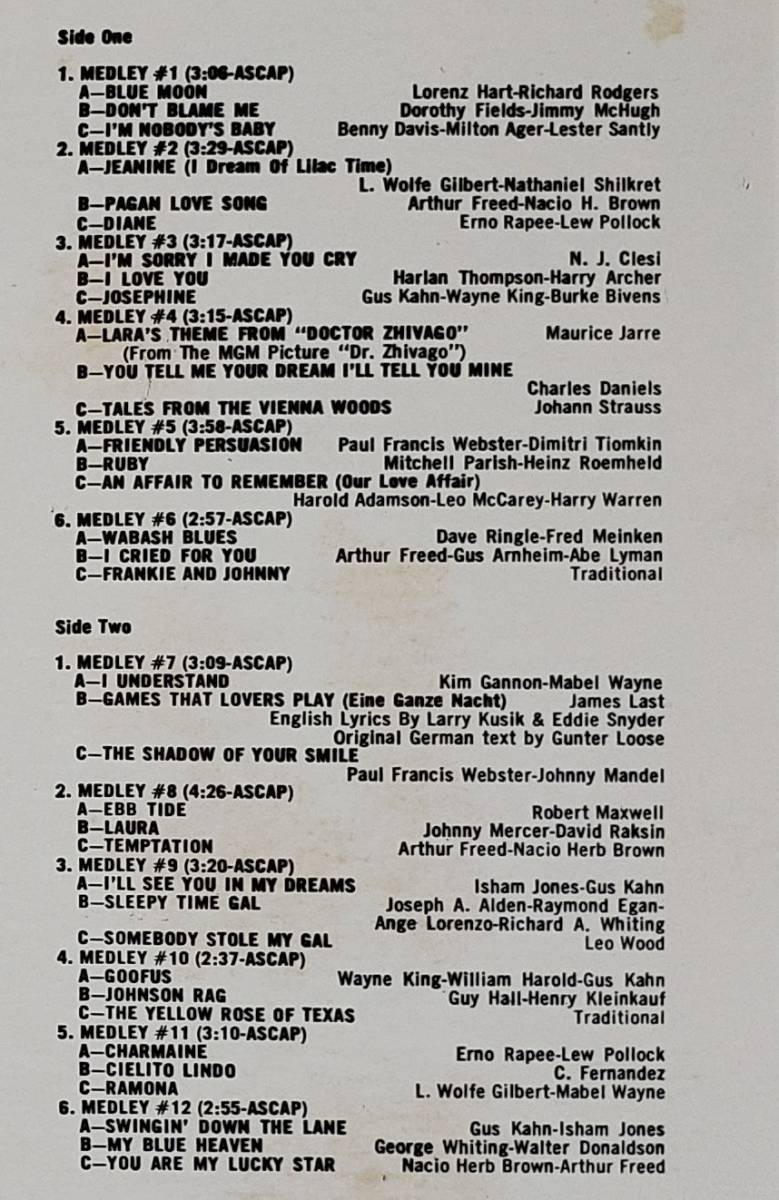 Side One
1. MEDLEY #1 (3:06-ASCAP)
A—BLUE MOON Lorenz Hart-Richard Rodgers
B—DON'T BLAME ME Dorothy Fields-Jimmy McHugh
C—I'M NOBODY'S BABY Benny Davis-Milton Ager-Lester Santly
2. MEDLEY #2 (3:29-ASCAP)
A—JEANINE (I Dream Of Lilac Time)
L. Wolfe Gilbert-Nathaniel Shilkret
B—PAGAN LOVE SONG Arthur Freed-Nacio H. Brown
C—DIANE Erno Rapee-Lew Pollock
3. MEDLEY #3 (3:17-ASCAP)
A—I'M SORRY I MADE YOU CRY N. J. Clesi
B—I LOVE YOU Harlan Thompson-Harry Archer
C—JOSEPHINE Gus Kahn-Wayne King-Burke Bivens
4. MEDLEY #4 (3:15-ASCAP)
A—LARA'S THEME FROM "DOCTOR ZHIVAGO" Maurice Jarre
(From The MGM Picture "Dr. Zhivago")
B—YOU TELL ME YOUR DREAM I'LL TELL YOU MINE
Charles Daniels
C—TALES FROM THE VIENNA WOODS Johann Strauss
5. MEDLEY #5 (3:58-ASCAP)
A—FRIENDLY PERSUASION Paul Francis Webster-Dimitri Tiomkin
B—RUBY Mitchell Parish-Heinz Roemheld
C—AN AFFAIR TO REMEMBER (Our Love Affair)
Harold Adamson-Leo McCarey-Harry Warren
6. MEDLEY #6 (2:57-ASCAP)
A—WABASH BLUES Dave Ringle-Fred Meinken
B—I CRIED FOR YOU Arthur Freed-Gus Arnheim-Abe Lyman
C—FRANKIE AND JOHNNY Traditional
Side Two
1. MEDLEY #7 (3:09-ASCAP)
A—I UNDERSTAND Kim Gannon-Mabel Wayne
B—GAMES THAT LOVERS PLAY (Eine Ganze Nacht) James Last
English Lyrics By Larry Kusik & Eddie Snyder
Original German text by Gunter Loose
C—THE SHADOW OF YOUR SMILE
Paul Francis Webster-Johnny Mandel
2. MEDLEY #8 (4:26-ASCAP)
A—EBB TIDE Robert Maxwell
B—LAURA Johnny Mercer-David Raksin
C—TEMPTATION Arthur Freed-Nacio Herb Brown
3. MEDLEY #9 (3:20-ASCAP)
A—I'LL SEE YOU IN MY DREAMS Isham Jones-Gus Kahn
B—SLEEPY TIME GAL Joseph A. Alden-Raymond Egan-
Ange Lorenzo-Richard A. Whiting
C—SOMEBODY STOLE MY GAL Leo Wood
4. MEDLEY #10 (2:37-ASCAP)
A—GOOFUS Wayne King-William Harold-Gus Kahn
B—JOHNSON RAG Guy Hall-Henry Kleinkauf
C—THE YELLOW ROSE OF TEXAS Traditional
5. MEDLEY #11 (3:10-ASCAP)
A—CHARMAINE Erno Rapee-Lew Pollock
B—CIELITO LINDO C. Fernandez
C—RAMONA L. Wolfe Gilbert-Mabel Wayne
6. MEDLEY #12 (2:55-ASCAP)
A—SWINGIN' DOWN THE LANE Gus Kahn-Isham Jones
B—MY BLUE HEAVEN George Whiting-Walter Donaldson
C—YOU ARE MY LUCKY STAR Nacio Herb Brown-Arthur Freed